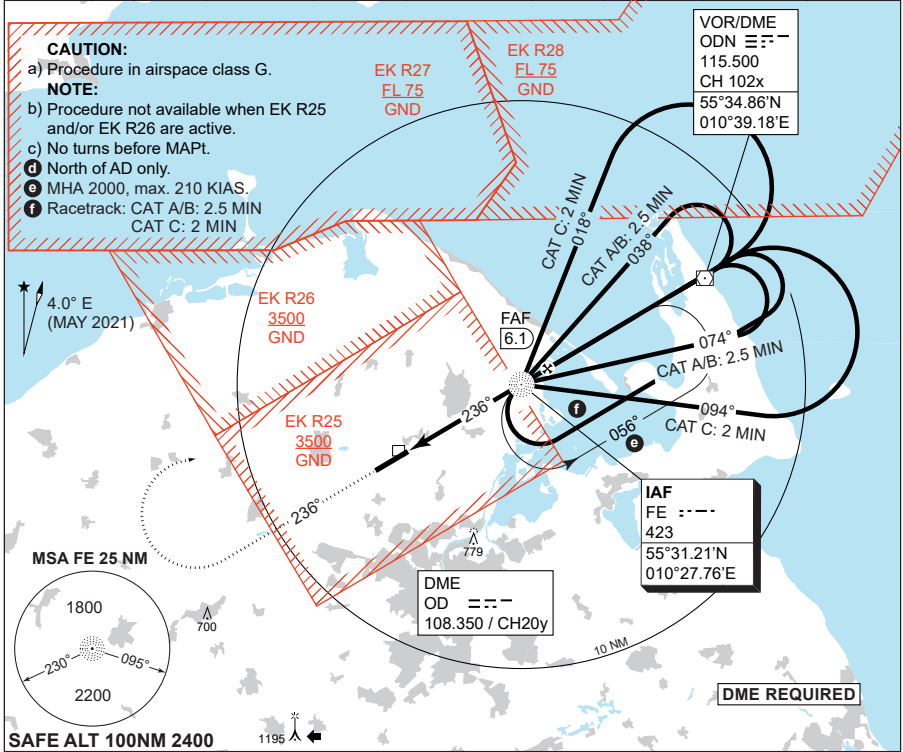 CAUTION:
a) Procedure in airspace class G.
NOTE:
b) Procedure not available when EK R25
and/or EK R26 are active.
c) No turns before MAPt.
d North of AD only.
e MHA 2000, max. 210 KIAS.
f Racetrack: CAT A/B: 2.5 MIN
CAT C: 2 MIN
EK R27
FL 75
GND
EK R28
FL 75
GND
VOR/DME
ODN
115.500
CH 102x
55°34.86'N
010°39.18'E
4.0° E
(MAY 2021)
CAT C: 2 MIN
018°
CAT A/B: 2.5 MIN
038°
EK R26
3500
GND
FAF
6.1
074°
CAT A/B: 2.5 MIN
094°
CAT C: 2 MIN
236°
f
056°
e
EK R25
3500
GND
236°
IAF
FE
423
55°31.21'N
010°27.76'E
779
DME
OD
108.350 / CH20y
MSA FE 25 NM
1800
230°
095°
2200
700
10 NM
DME REQUIRED
SAFE ALT 100NM 2400
1195